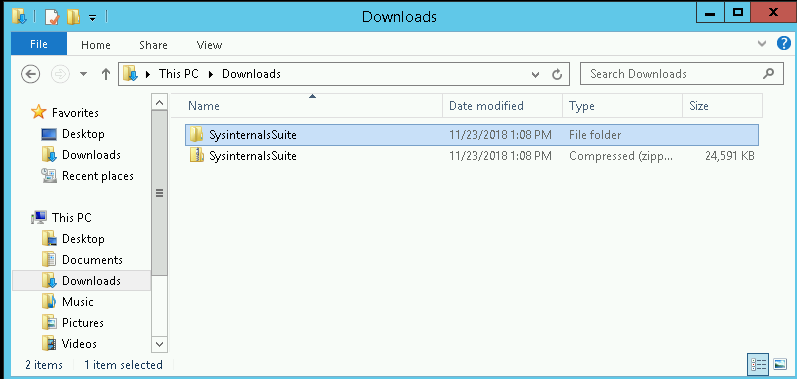 Downloads
File Home Share View
This PC Downloads Search Downloads
Name Date modified Type Size
Favorites
Desktop
Downloads
Recent places
This PC
Desktop
Documents
Downloads
Music
Pictures
Videos
SysinternalsSuite 11/23/2018 1:08 PM File folder
SysinternalsSuite 11/23/2018 1:08 PM Compressed (zipp... 24,591 KB
2 items 1 item selected